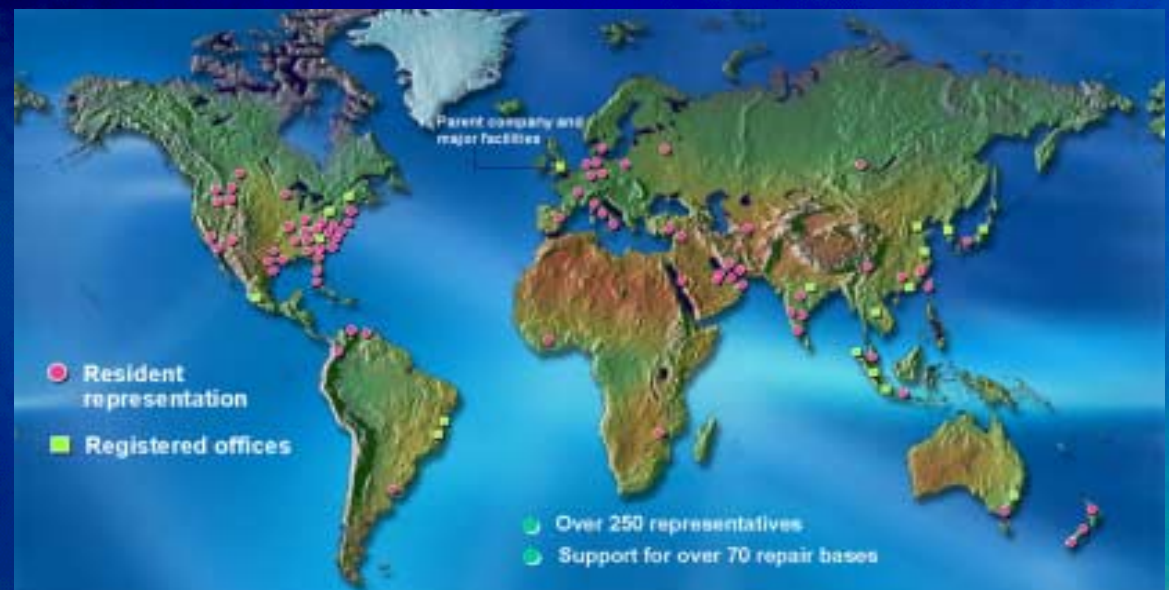 Parent company and
major facilities
Resident
representation
Registered offices
Over 250 representatives
Support for over 70 repair bases